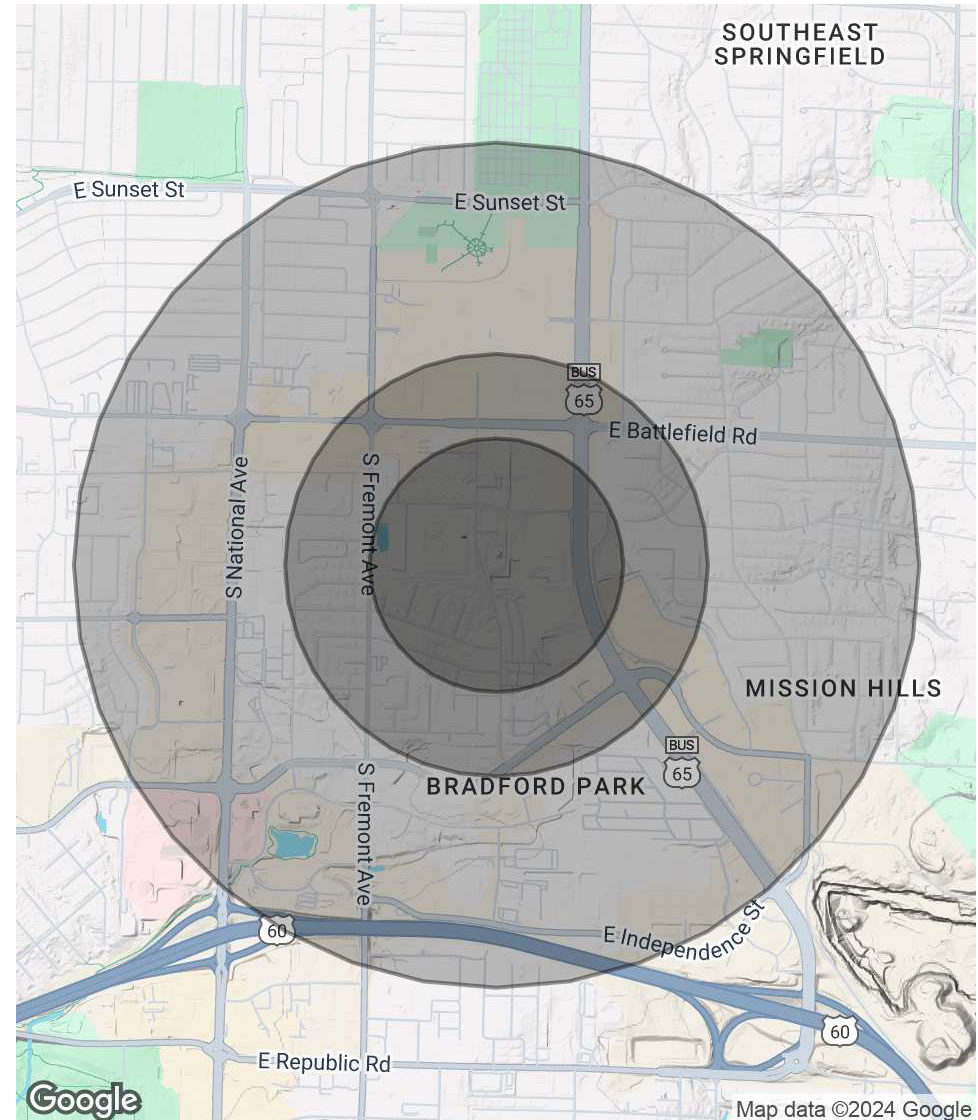 SOUTHEAST
SPRINGFIELD
E Sunset St
E Sunset St
BUS
65
E Battlefield Rd
S National Ave
S Fremont Ave
MISSION HILLS
BUS
65
BRADFORD PARK
S Fremont Ave
60
E Independence St
60
E Republic Rd
Google
Map data ©2024 Google